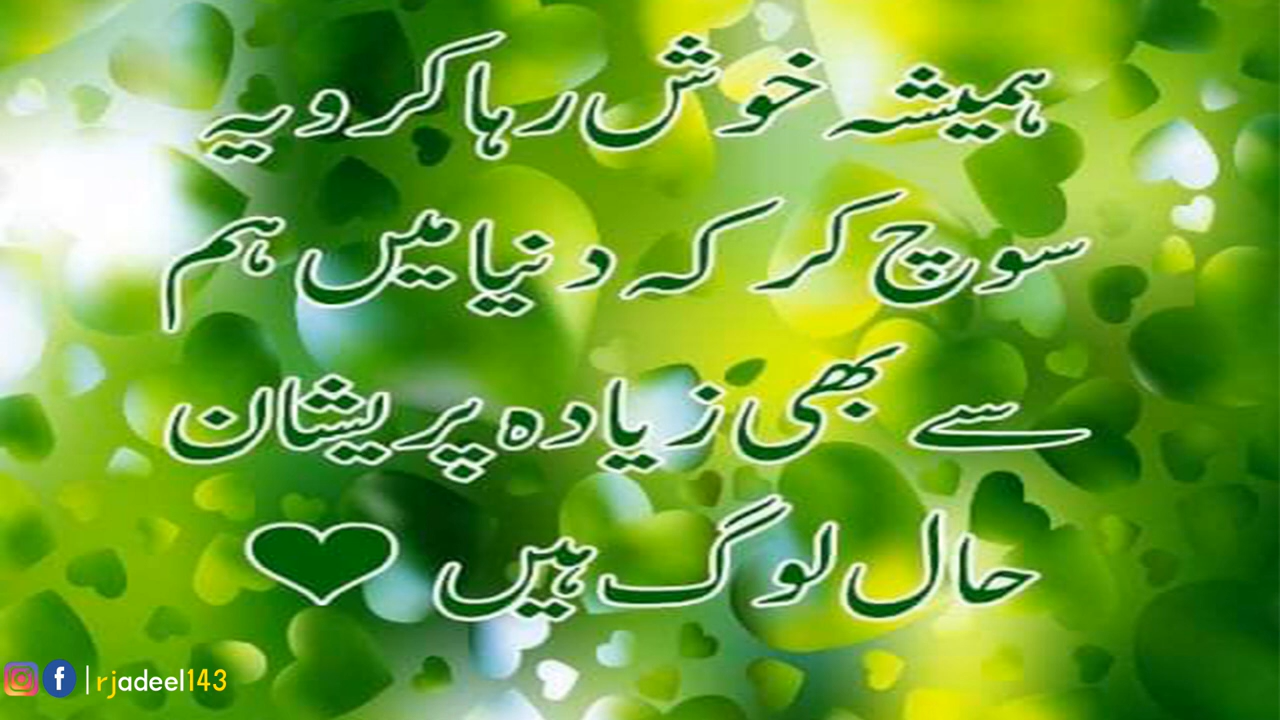 ہمیشہ خوش رہا کرو یہ
سوچ کر کہ دنیا میں ہم
سے بھی زیادہ پریشان
حال لوگ ہیں ♥
| rjadeel143